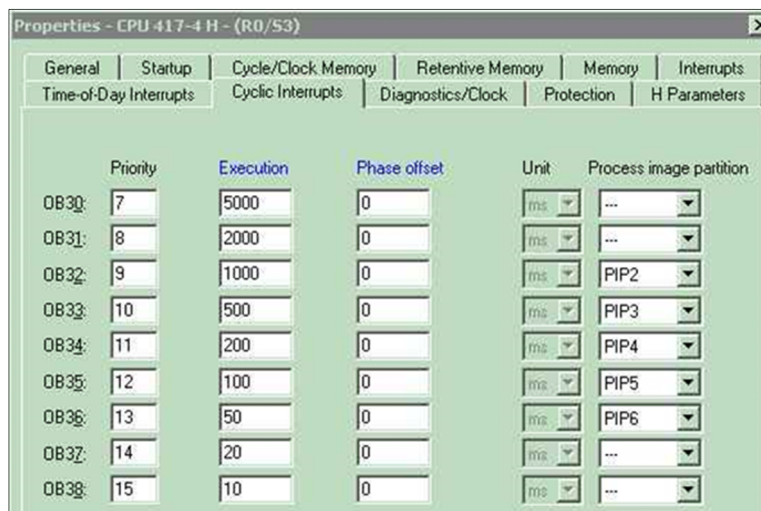 Properties - CPU 417-4 H - (R0/S3)
General Startup Cycle/Clock Memory Retentive Memory Memory Interrupts
Time-of-Day Interrupts Cyclic Interrupts Diagnostics/Clock Protection H Parameters
Priority Execution Phase offset Unit Process image partition
OB30: 7 5000 0 ms ---
OB31: 8 2000 0 ms ---
OB32: 9 1000 0 ms PIP2
OB33: 10 500 0 ms PIP3
OB34: 11 200 0 ms PIP4
OB35: 12 100 0 ms PIP5
OB36: 13 50 0 ms PIP6
OB37: 14 20 0 ms ---
OB38: 15 10 0 ms ---